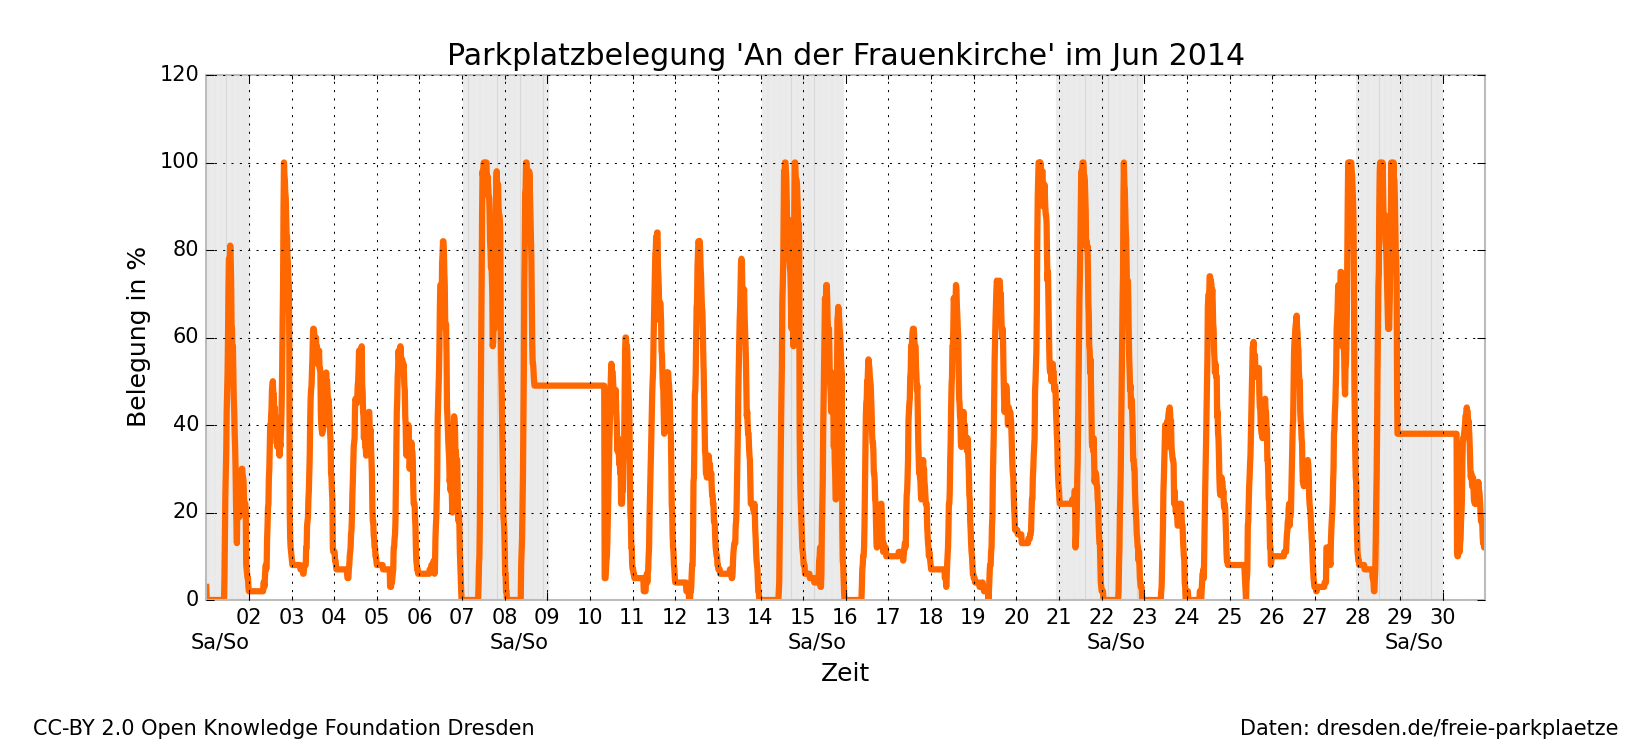 Parkplatzbelegung 'An der Frauenkirche' im Jun 2014
Belegung in %
120
100
80
60
40
20
0
02 03 04 05 06 07 08 09 10 11 12 13 14 15 16 17 18 19 20 21 22 23 24 25 26 27 28 29 30
Sa/So Sa/So Sa/So Sa/So Sa/So
Zeit
CC-BY 2.0 Open Knowledge Foundation Dresden
Daten: dresden.de/freie-parkplaetze